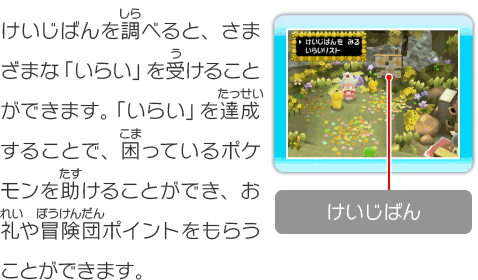 けいじばんを調べると、さま
ざまな「いらい」を受けること
ができます。「いらい」を達成
することで、困っているポケ
モンを助けることができ、お
礼や冒険団ポイントをもらう
ことができます。
けいじばんを みる
いらいリスト
けいじばん